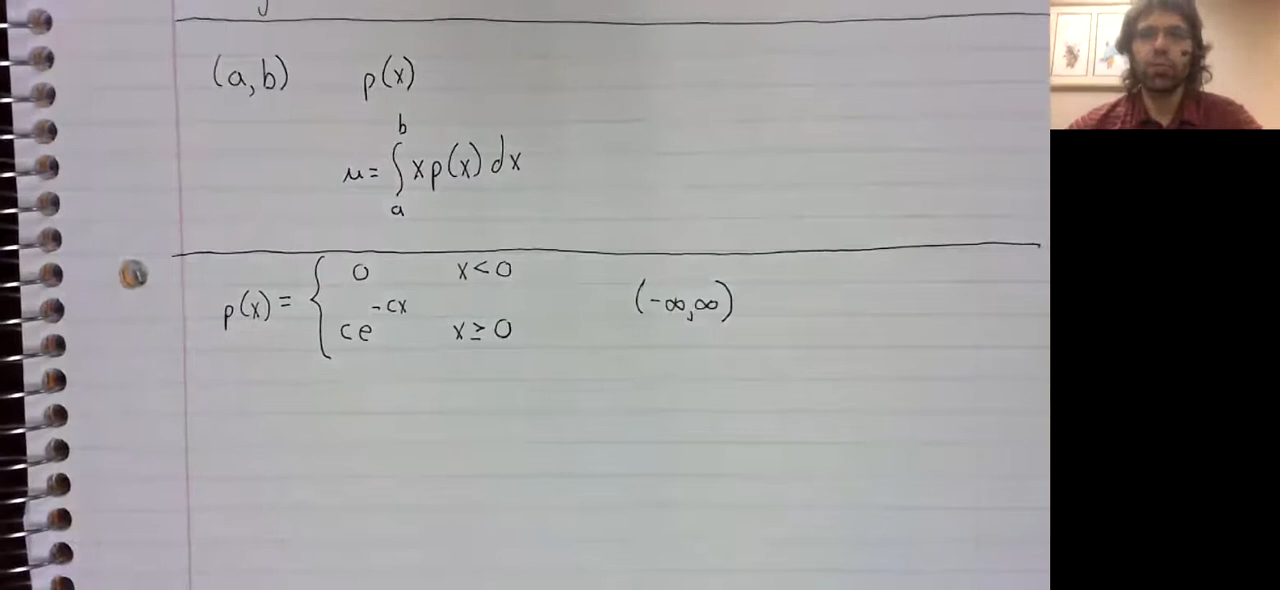 (a,b) p(x)
b
μ= ∫ x p(x) dx
a
p(x) = { 0 x < 0 (-∞,∞)
ce^{-cx} x ≥ 0